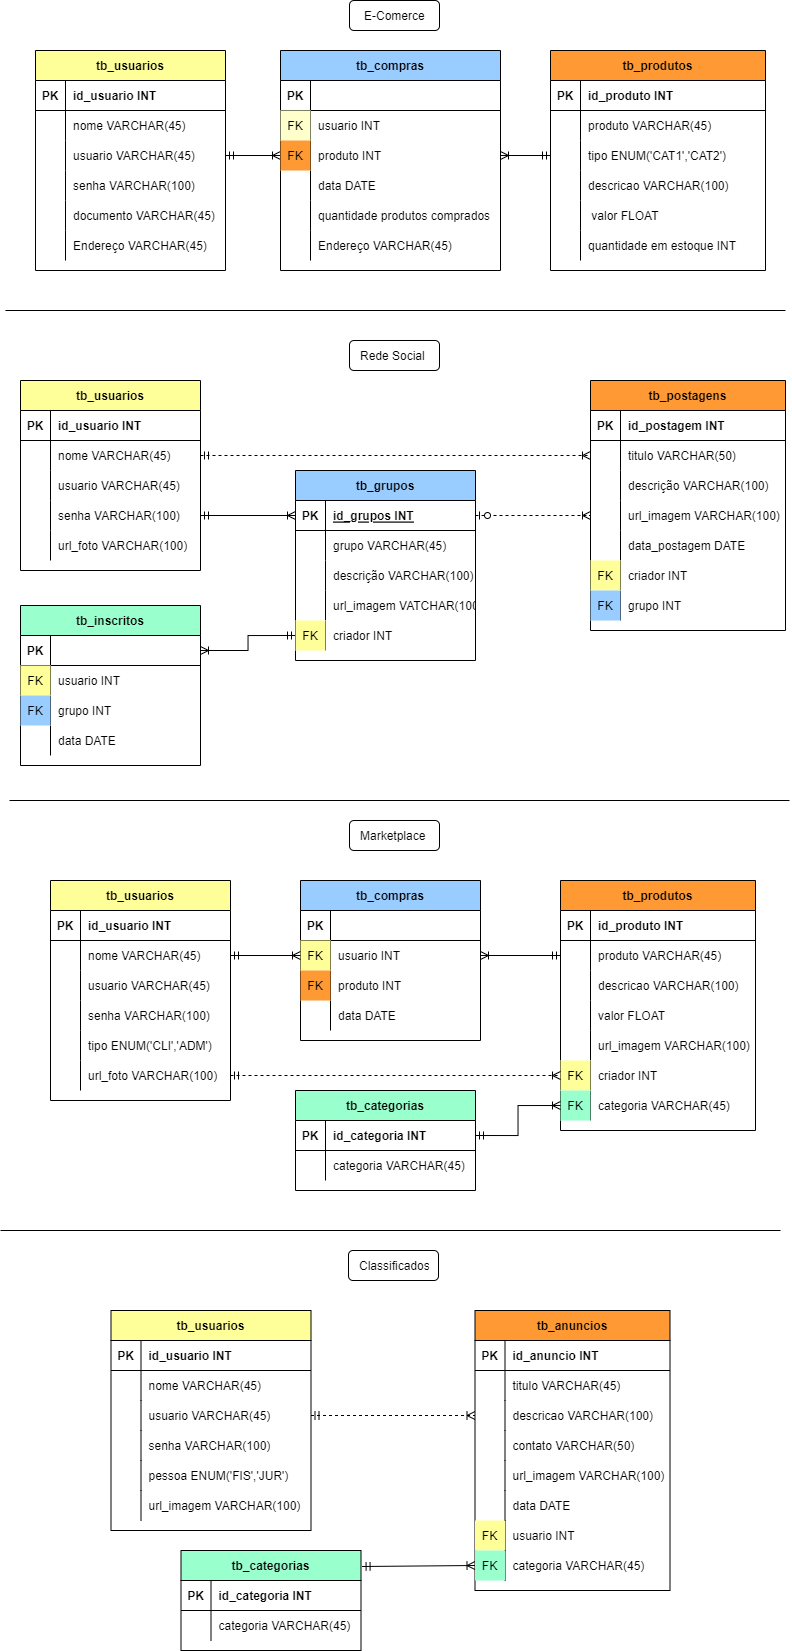 E-Comerce
tb_usuarios
PK id_usuario INT
nome VARCHAR(45)
usuario VARCHAR(45)
senha VARCHAR(100)
documento VARCHAR(45)
Endereço VARCHAR(45)
tb_compras
PK
FK usuario INT
FK produto INT
data DATE
quantidade produtos comprados
Endereço VARCHAR(45)
tb_produtos
PK id_produto INT
produto VARCHAR(45)
tipo ENUM('CAT1','CAT2')
descricao VARCHAR(100)
valor FLOAT
quantidade em estoque INT
Rede Social
tb_usuarios
PK id_usuario INT
nome VARCHAR(45)
usuario VARCHAR(45)
senha VARCHAR(100)
url_foto VARCHAR(100)
tb_grupos
PK id_grupos INT
grupo VARCHAR(45)
descrição VARCHAR(100)
url_imagem VATCHAR(100
FK criador INT
tb_postagens
PK id_postagem INT
titulo VARCHAR(50)
descrição VARCHAR(100)
url_imagem VARCHAR(100)
data_postagem DATE
FK criador INT
FK grupo INT
tb_inscritos
PK
FK usuario INT
FK grupo INT
data DATE
Marketplace
tb_usuarios
PK id_usuario INT
nome VARCHAR(45)
usuario VARCHAR(45)
senha VARCHAR(100)
tipo ENUM('CLI','ADM')
url_foto VARCHAR(100)
tb_compras
PK
FK usuario INT
FK produto INT
data DATE
tb_produtos
PK id_produto INT
produto VARCHAR(45)
descricao VARCHAR(100)
valor FLOAT
url_imagem VARCHAR(100)
FK criador INT
FK categoria VARCHAR(45)
tb_categorias
PK id_categoria INT
categoria VARCHAR(45)
Classificados
tb_usuarios
PK id_usuario INT
nome VARCHAR(45)
usuario VARCHAR(45)
senha VARCHAR(100)
pessoa ENUM('FIS','JUR')
url_imagem VARCHAR(100)
tb_anuncios
PK id_anuncio INT
titulo VARCHAR(45)
descricao VARCHAR(100)
contato VARCHAR(50)
url_imagem VARCHAR(100)
data DATE
FK usuario INT
FK categoria VARCHAR(45)
tb_categorias
PK id_categoria INT
categoria VARCHAR(45)